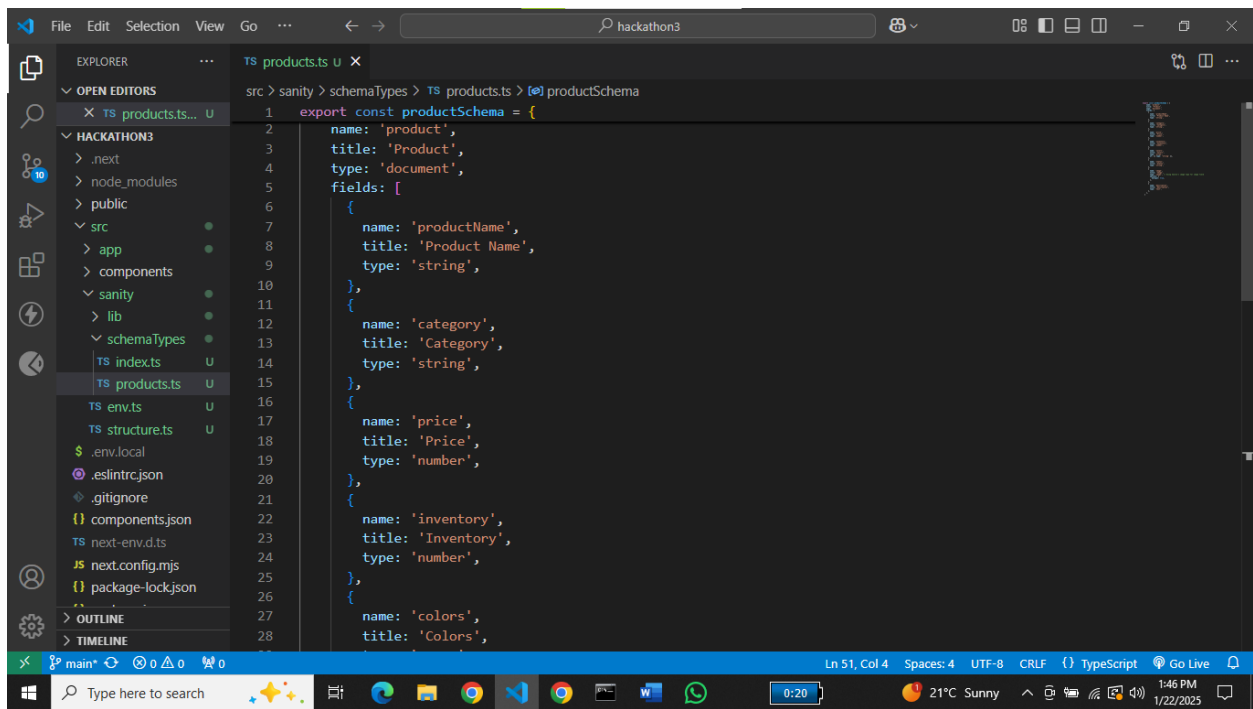 File Edit Selection View Go ··· hackathon3
EXPLORER ···
OPEN EDITORS
TS products.ts... U
HACKATHON3
.next
node_modules
public
src
app
components
sanity
lib
schemaTypes
TS index.ts U
TS products.ts U
TS env.ts U
TS structure.ts U
$ .env.local
.eslintrc.json
.gitignore
{} components.json
TS next-env.d.ts
JS next.config.mjs
{} package-lock.json
OUTLINE
TIMELINE
10
TS products.ts U
src > sanity > schemaTypes > TS products.ts > productSchema
1 export const productSchema = {
2 name: 'product',
3 title: 'Product',
4 type: 'document',
5 fields: [
6 {
7 name: 'productName',
8 title: 'Product Name',
9 type: 'string',
10 },
11 {
12 name: 'category',
13 title: 'Category',
14 type: 'string',
15 },
16 {
17 name: 'price',
18 title: 'Price',
19 type: 'number',
20 },
21 {
22 name: 'inventory',
23 title: 'Inventory',
24 type: 'number',
25 },
26 {
27 name: 'colors',
28 title: 'Colors',
main* 0 0 0 Ln 51, Col 4 Spaces: 4 UTF-8 CRLF {} TypeScript Go Live
Type here to search 0:20 1 21°C Sunny 1:46 PM
1/22/2025